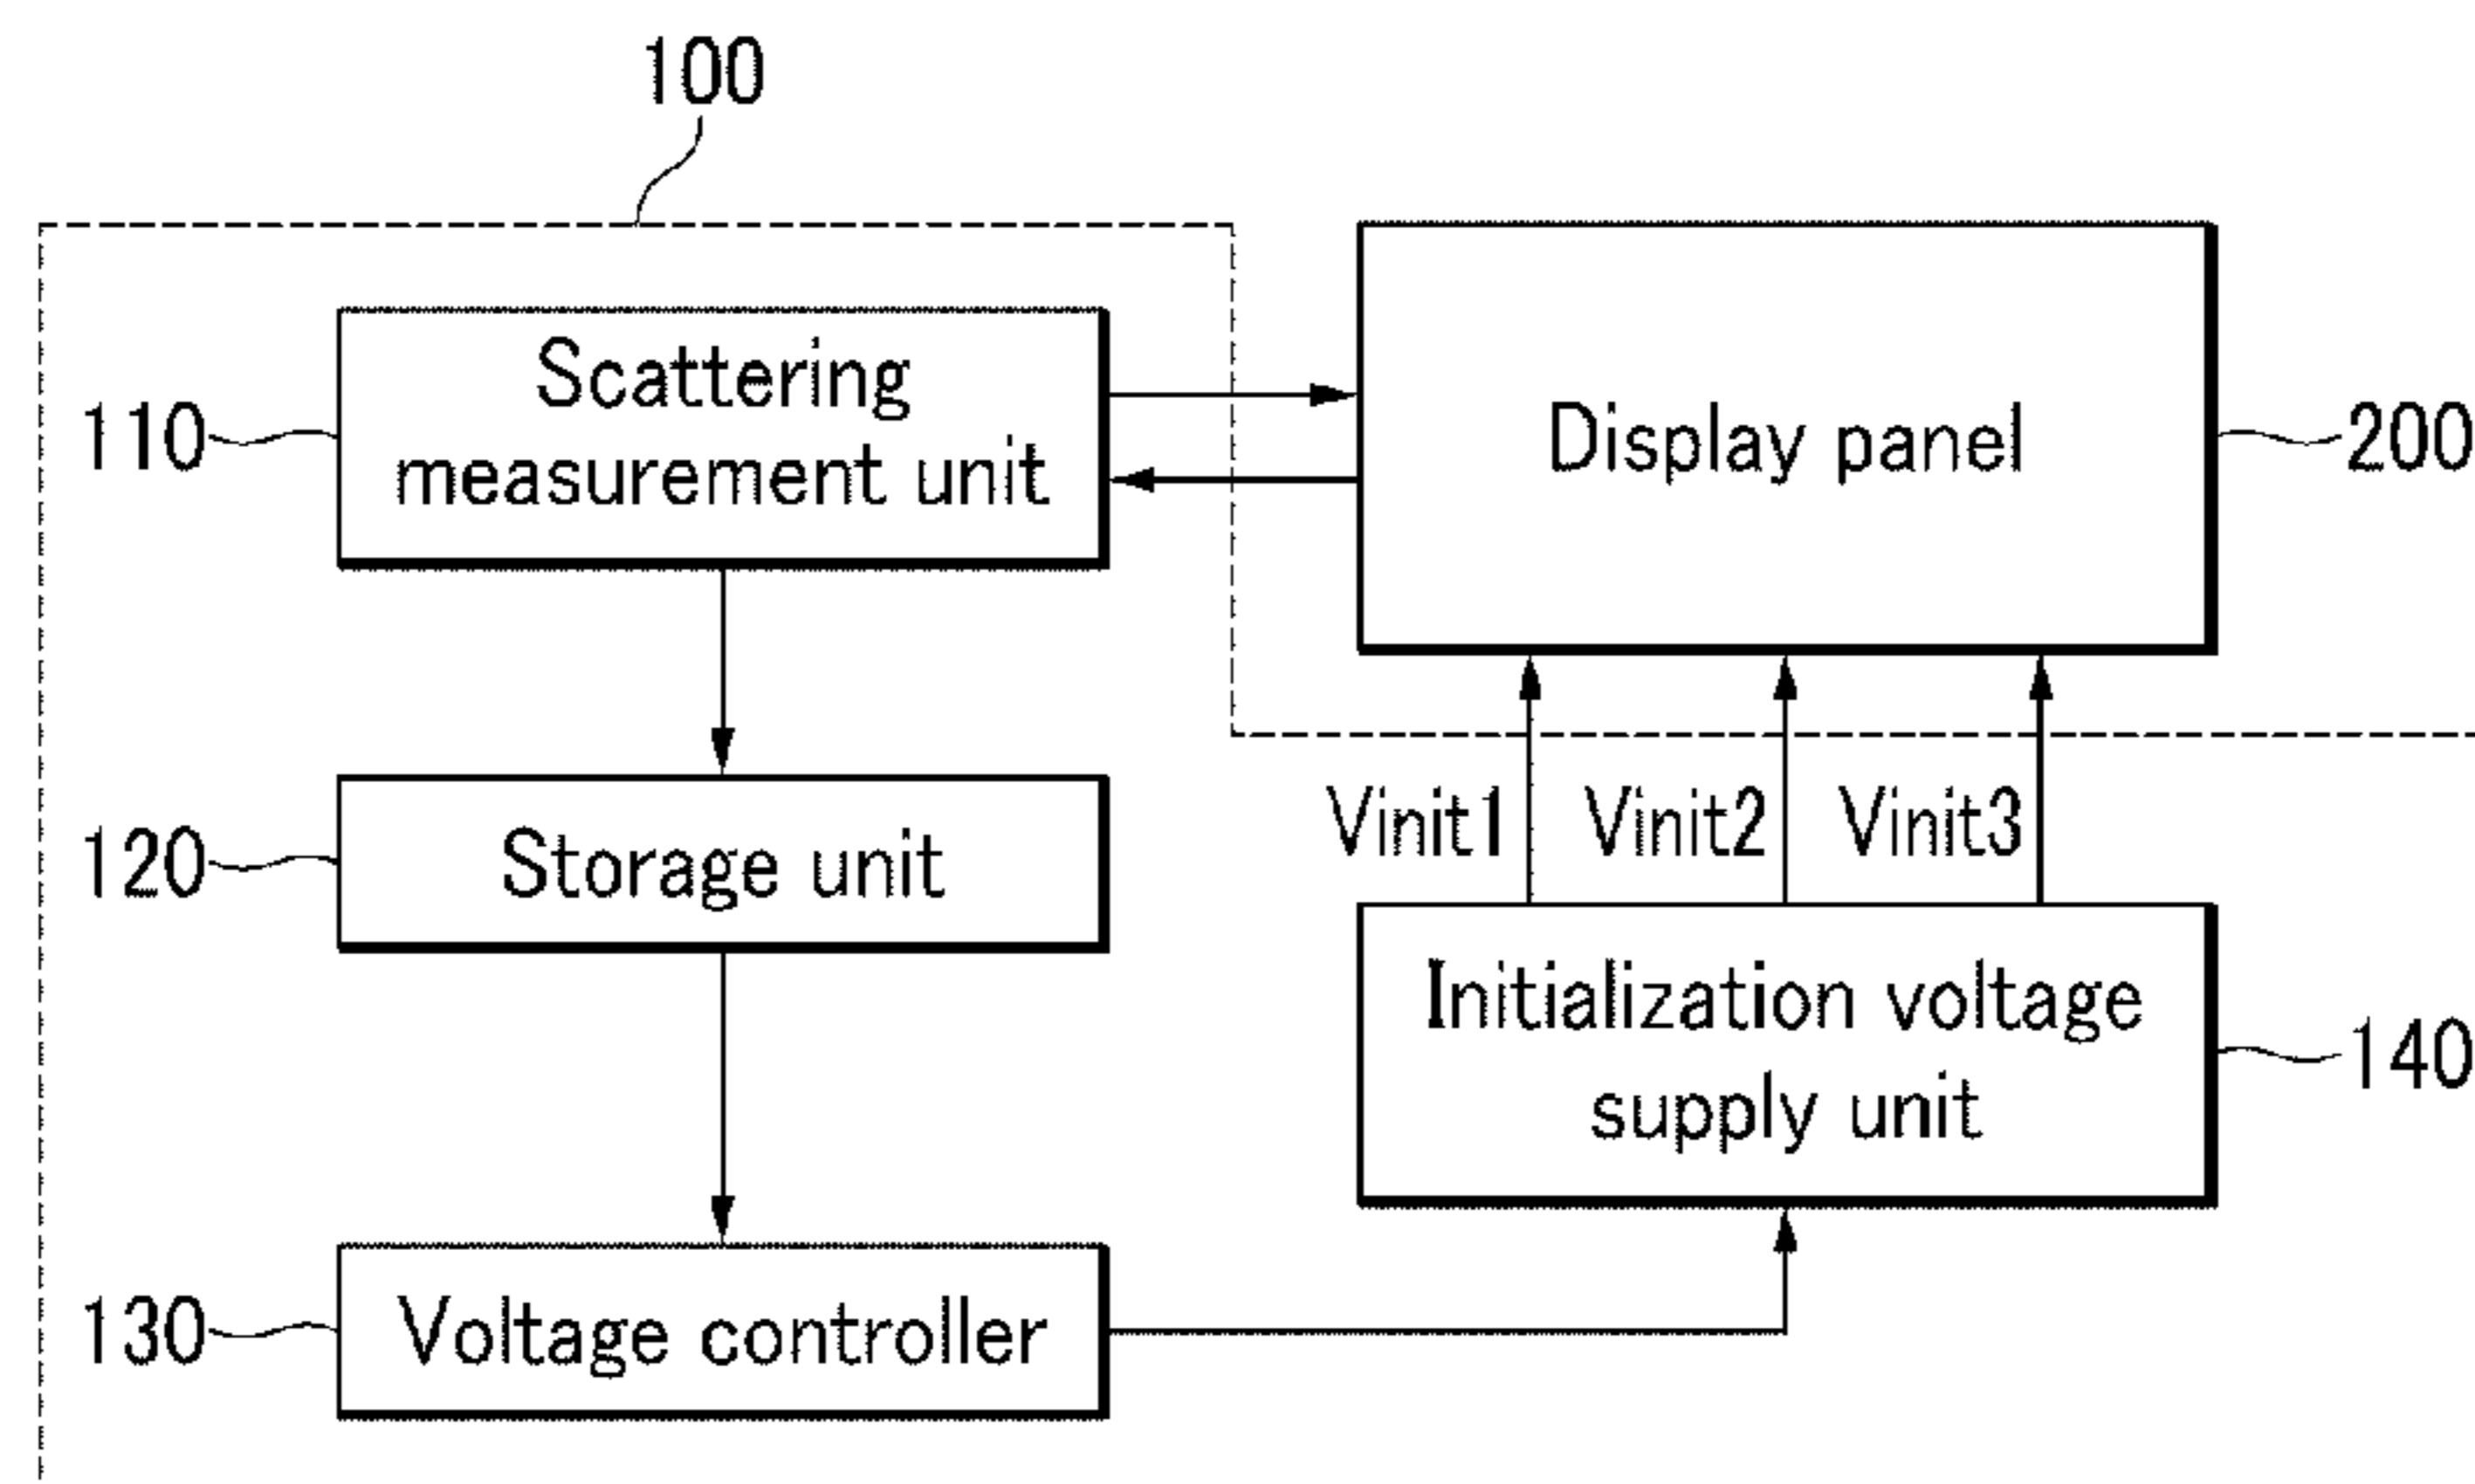 100
Scattering
measurement unit
110
Display panel
200
120
Storage unit
Vinit1
Vinit2
Vinit3
Initialization voltage
supply unit
140
130
Voltage controller